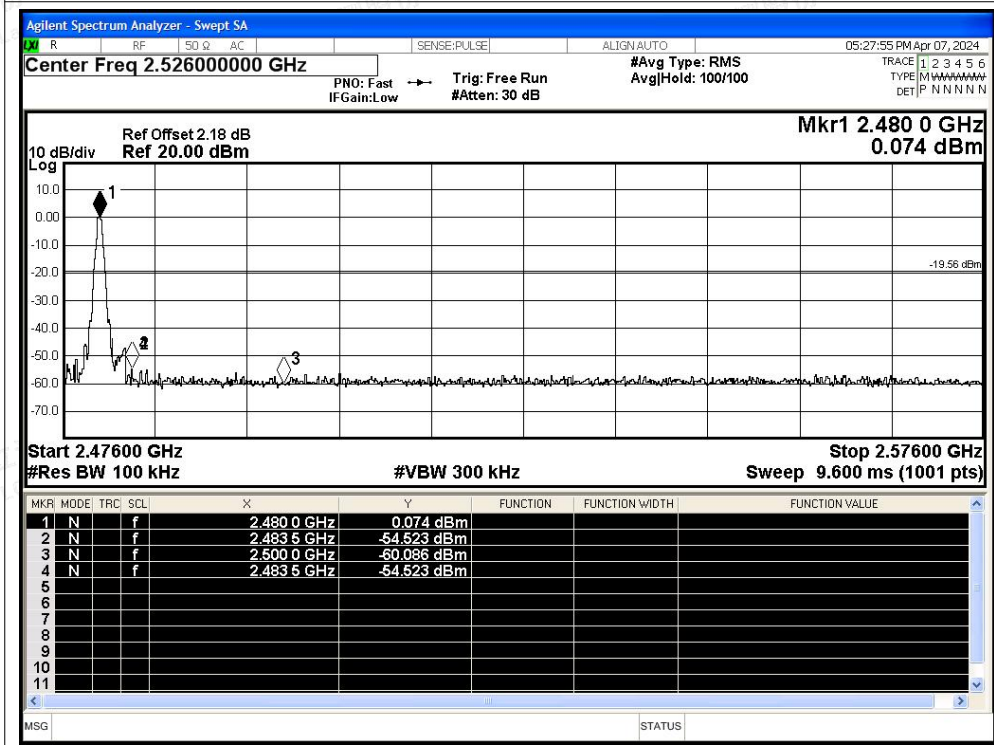 Agilent Spectrum Analyzer - Swept SA
LXI R RF 50 Ω AC SENSE:PULSE ALIGN AUTO 05:27:55 PM Apr 07, 2024
Center Freq 2.526000000 GHz
PNO: Fast
IFGain:Low
Trig: Free Run
#Atten: 30 dB
#Avg Type: RMS
Avg|Hold: 100/100
TRACE 1 2 3 4 5 6
TYPE M W W W W W
DET P N N N N N
Mkr1 2.480 0 GHz
0.074 dBm
Ref Offset 2.18 dB
10 dB/div Ref 20.00 dBm
Log
10.0
0.00
-10.0
-20.0
-30.0
-40.0
-50.0
-60.0
-70.0
1
-19.56 dBm
3
Start 2.47600 GHz Stop 2.57600 GHz
#Res BW 100 kHz #VBW 300 kHz Sweep 9.600 ms (1001 pts)
MKR MODE TRC SCL X Y FUNCTION FUNCTION WIDTH FUNCTION VALUE
1 N f 2.480 0 GHz 0.074 dBm
2 N f 2.483 5 GHz -54.523 dBm
3 N f 2.500 0 GHz -60.086 dBm
4 N f 2.483 5 GHz -54.523 dBm
5
6
7
8
9
10
11
MSG STATUS